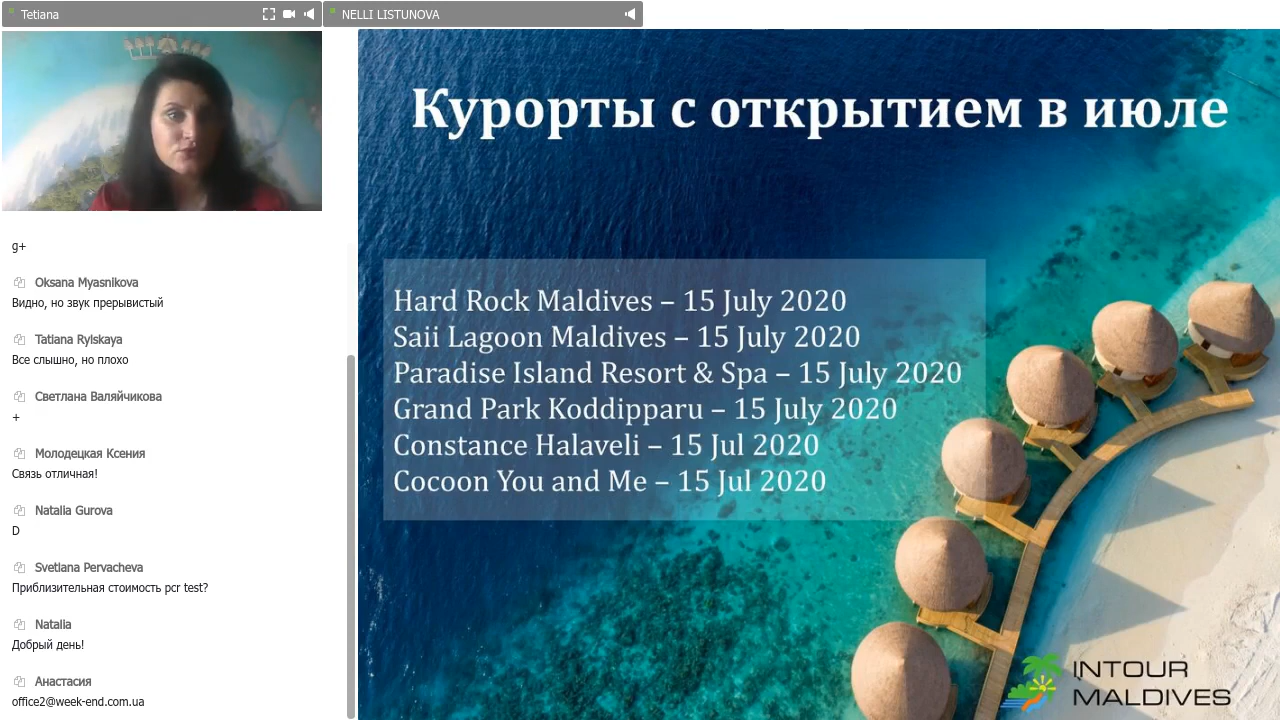 Tetiana
NELLI LISTUNOVA
g+
Oksana Myasnikova
Видно, но звук прерывистый
Tatiana Rylskaya
Все слышно, но плохо
Светлана Валяйчикова
+
Молодецкая Ксения
Связь отличная!
Natalia Gurova
D
Svetlana Pervacheva
Приблизительная стоимость pcr test?
Natalia
Добрый день!
Анастасия
office2@week-end.com.ua
Курорты с открытием в июле
Hard Rock Maldives – 15 July 2020
Saii Lagoon Maldives – 15 July 2020
Paradise Island Resort & Spa – 15 July 2020
Grand Park Koddipparu – 15 July 2020
Constance Halaveli – 15 Jul 2020
Cocoon You and Me – 15 Jul 2020
INTOUR
MALDIVES